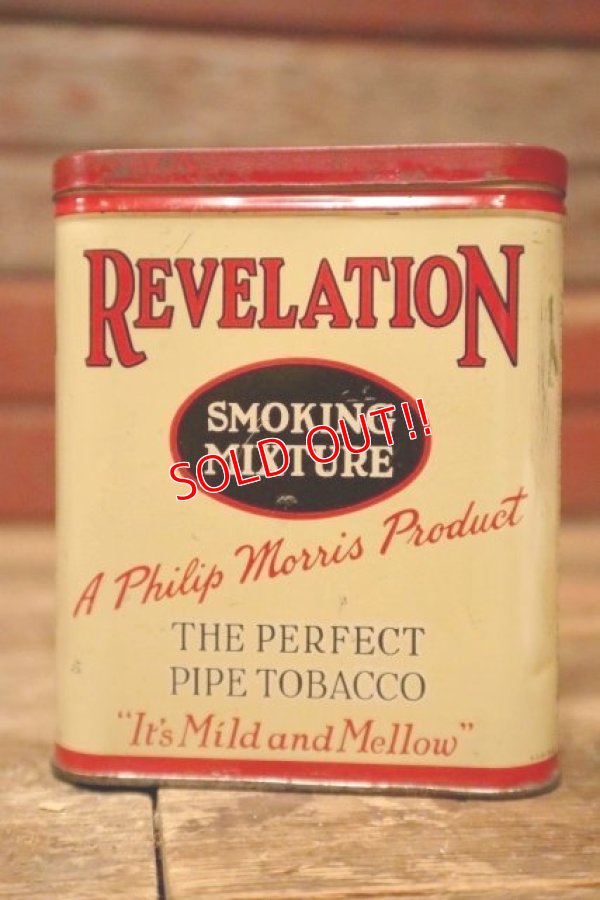 REVELATION
SMOKING
MIXTURE
SOLD OUT!!
A Philip Morris Product
THE PERFECT
PIPE TOBACCO
"It's Mild and Mellow"